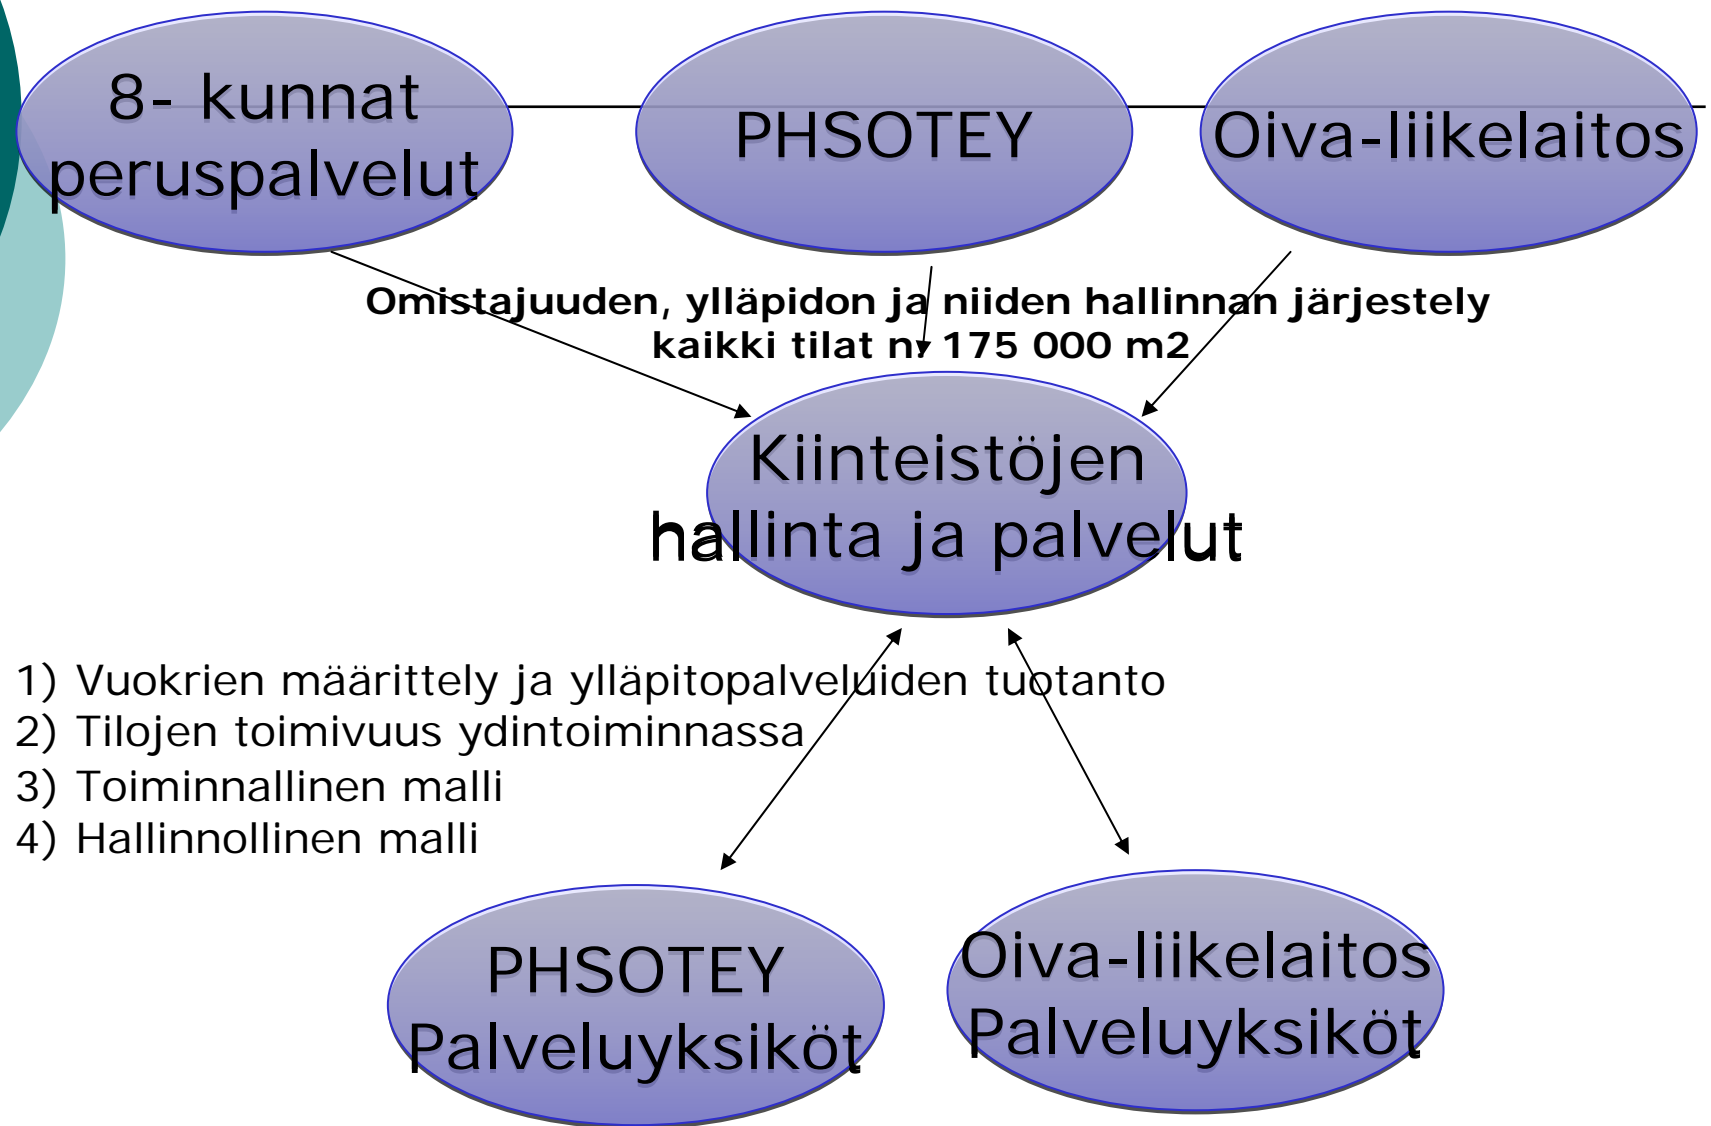 8- kunnat
peruspalvelut
PHSOTEY
Oiva-liikelaitos
Omistajuuden, ylläpidon ja niiden hallinnan järjestely
kaikki tilat n. 175 000 m2
Kiinteistöjen
hallinta ja palvelut
1) Vuokrien määrittely ja ylläpitopalveluiden tuotanto
2) Tilojen toimivuus ydintoiminnassa
3) Toiminnallinen malli
4) Hallinnollinen malli
PHSOTEY
Palveluyksiköt
Oiva-liikelaitos
Palveluyksiköt